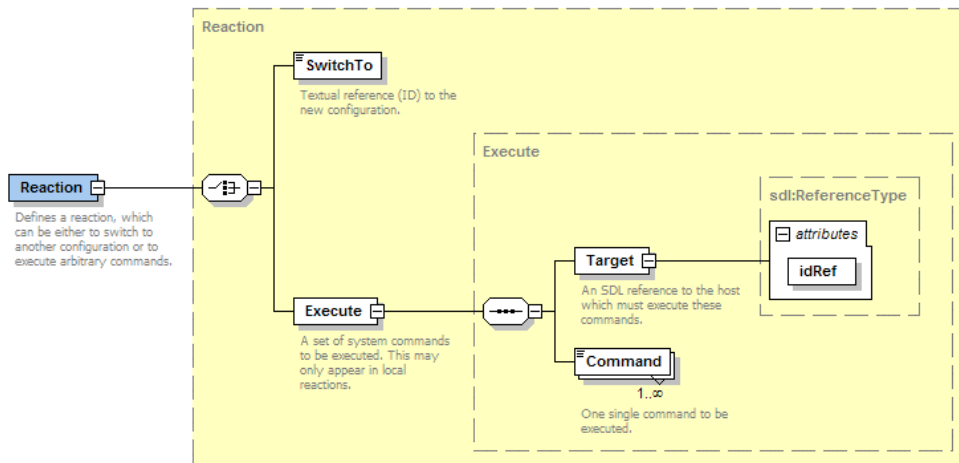 Reaction
SwitchTo
Textual reference (ID) to the
new configuration.
Execute
sdl:ReferenceType
Reaction
attributes
Defines a reaction, which
can be either to switch to
another configuration or to
execute arbitrary commands.
Target
idRef
An SDL reference to the host
which must execute these
commands.
Execute
A set of system commands
to be executed. This may
only appear in local
reactions.
Command
1..∞
One single command to be
executed.